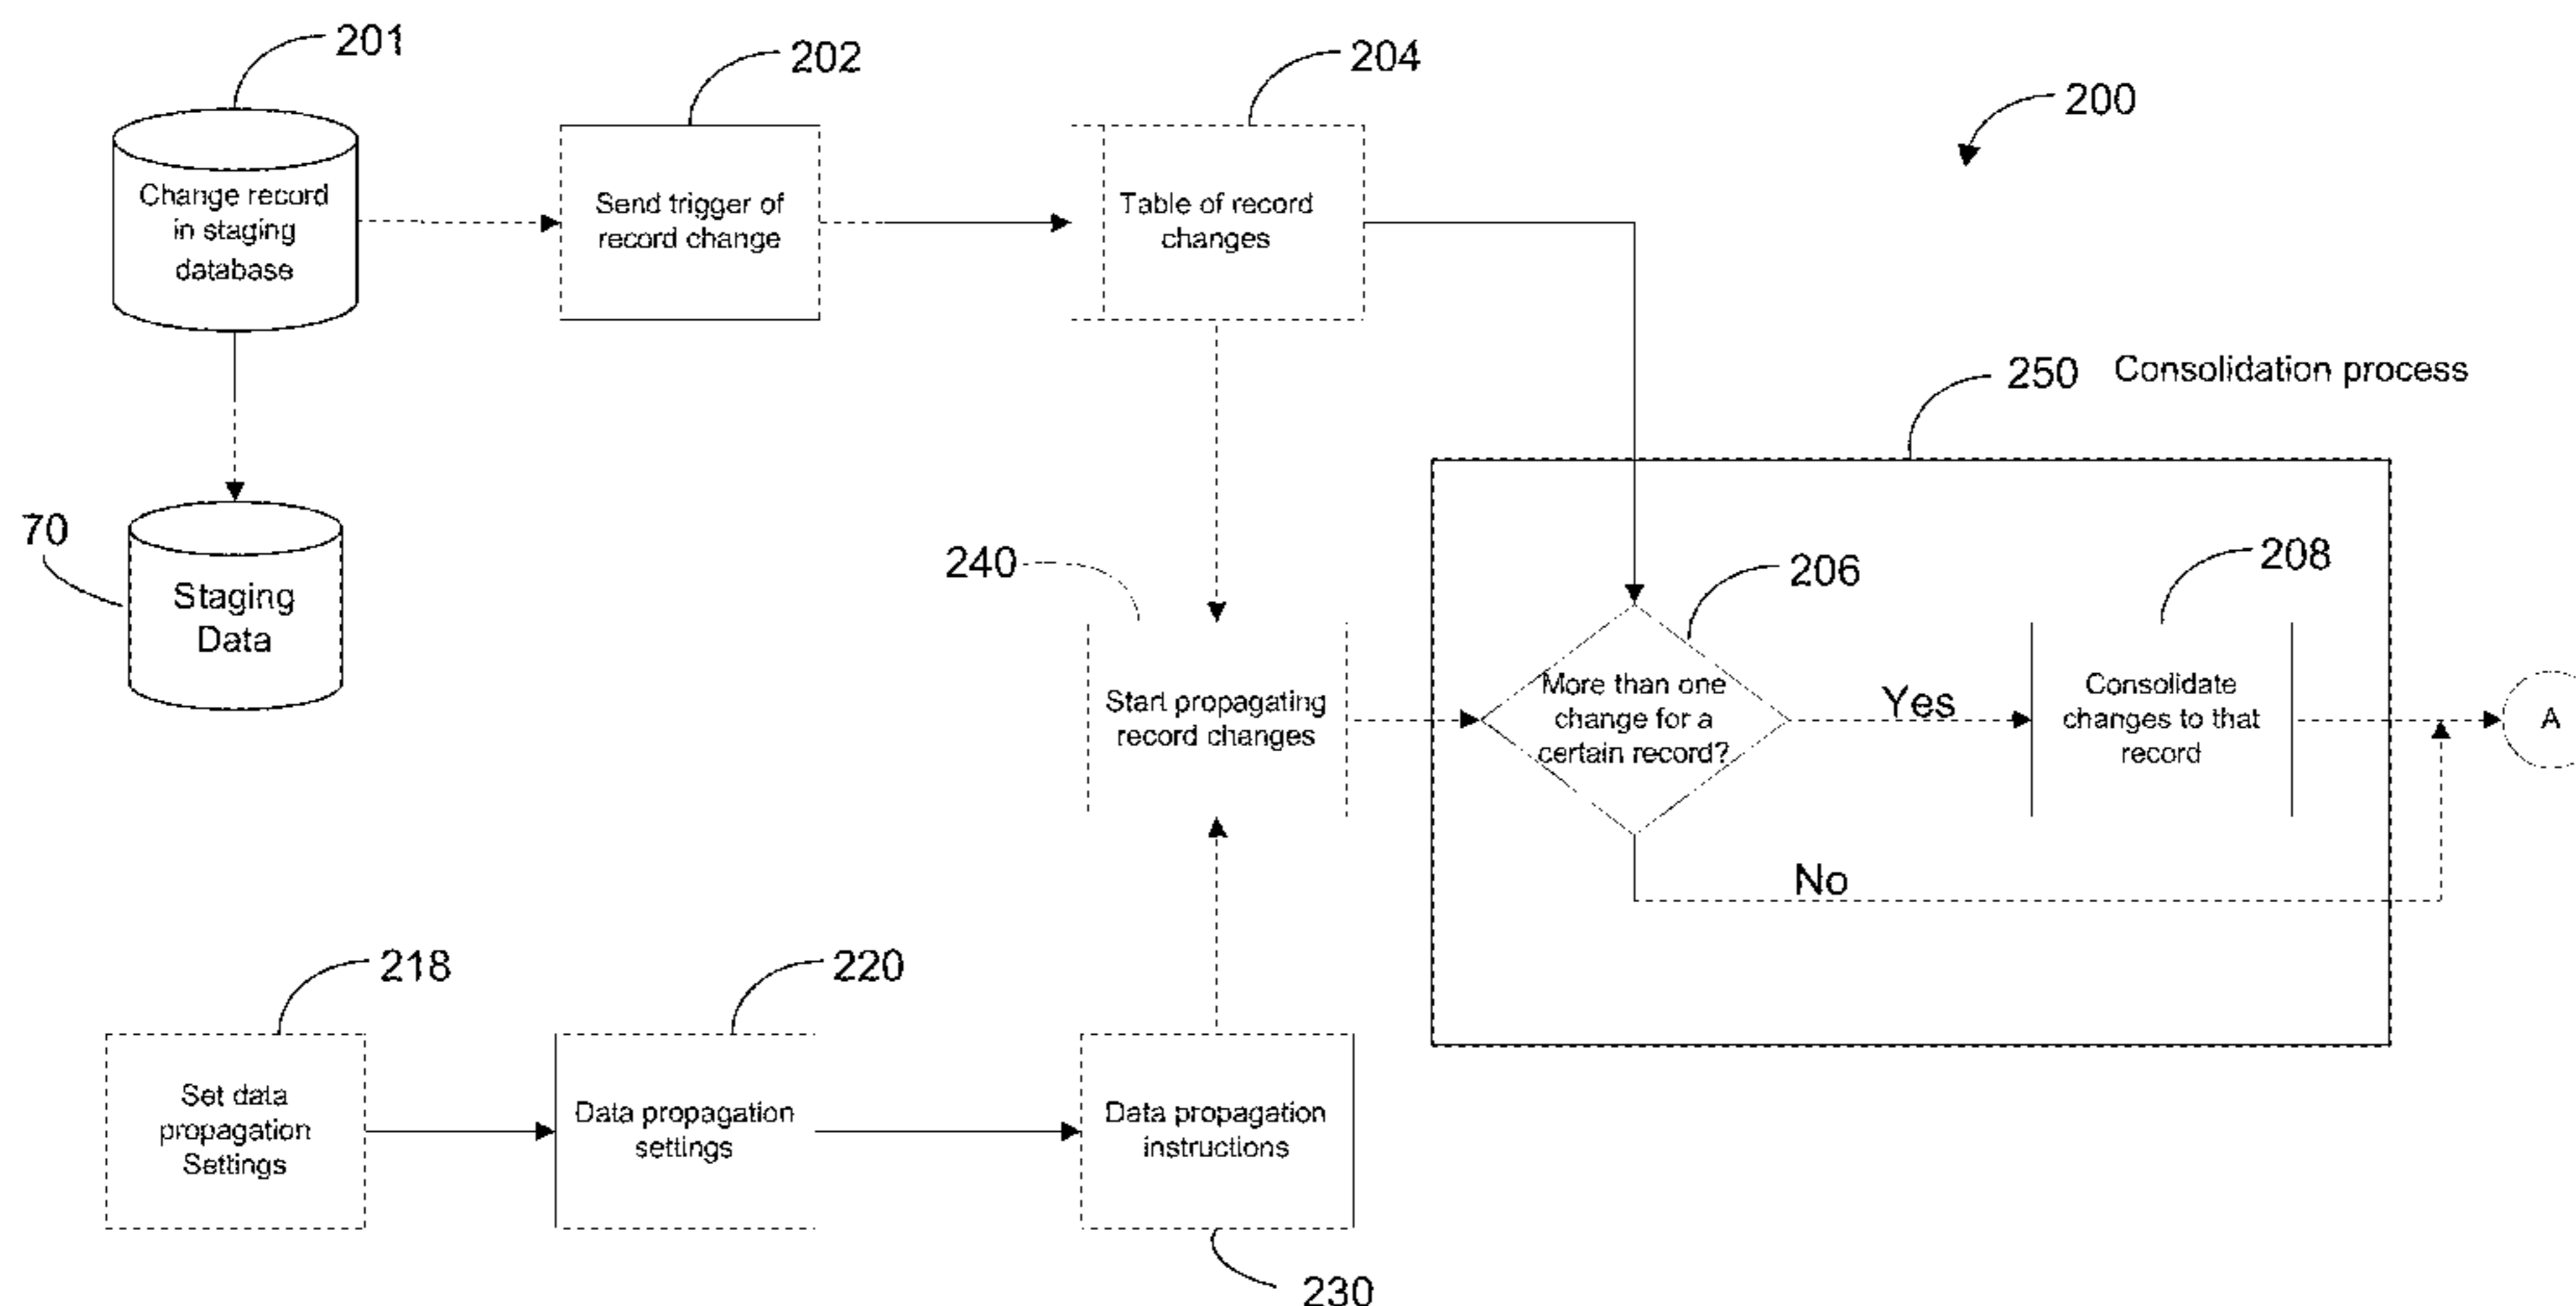 201
202
204
200
Change record
in staging
database
Send trigger of
record change
Table of record
changes
250 Consolidation process
70
Staging
Data
240
206
208
Start propagating
record changes
More than one
change for a
certain record?
Yes
Consolidate
changes to that
record
A
No
218
220
Set data
propagation
Settings
Data propagation
settings
Data propagation
instructions
230